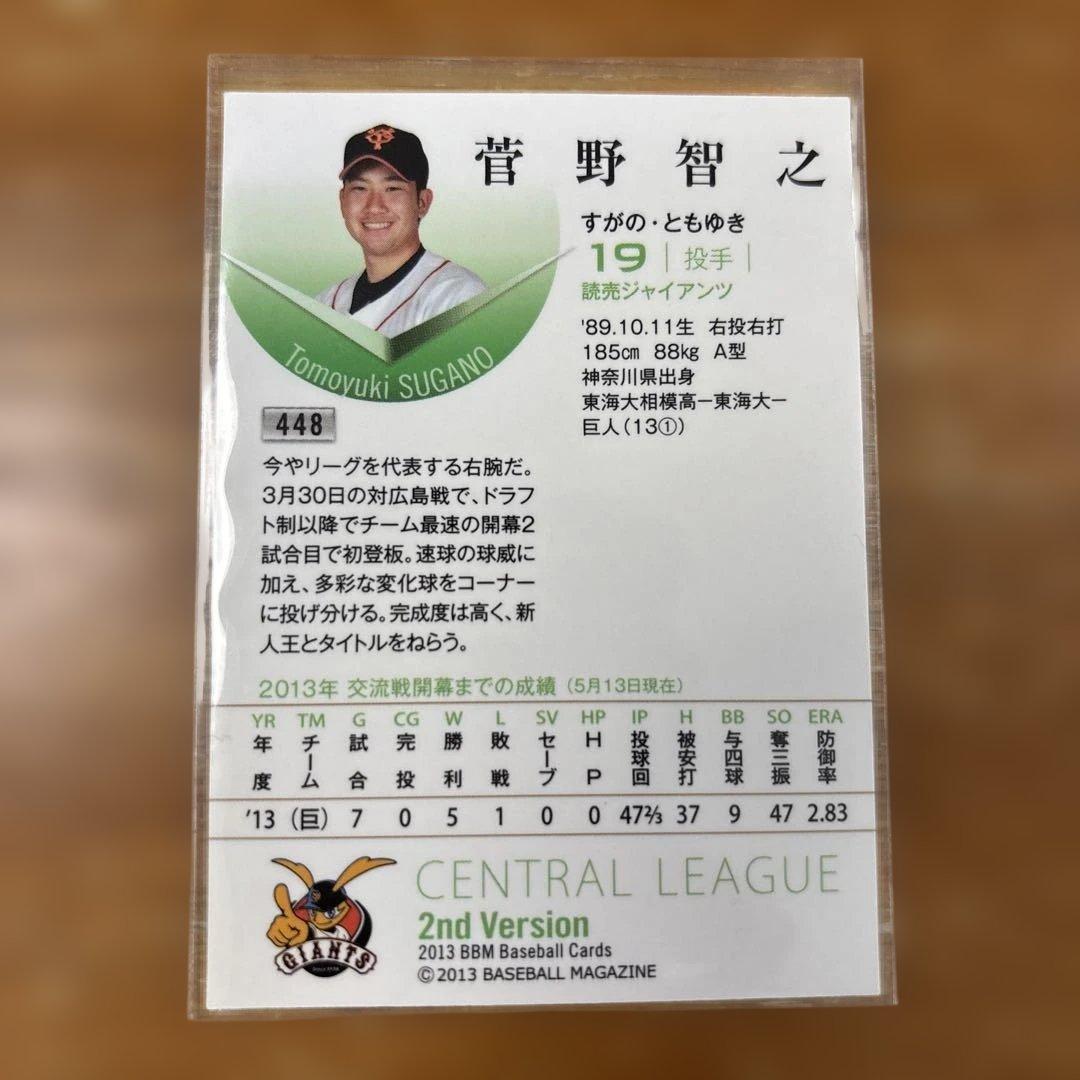 菅野智之
すがの・ともゆき
19 | 投手 |
読売ジャイアンツ
'89.10.11生 右投右打
185㎝ 88kg A型
神奈川県出身
東海大相模高ー東海大ー
巨人(13①)
Tomoyuki SUGANO
448
今やリーグを代表する右腕だ。
3月30日の対広島戦で、ドラフ
ト制以降でチーム最速の開幕2
試合目で初登板。速球の球威に
加え、多彩な変化球をコーナー
に投げ分ける。完成度は高く、新
人王とタイトルをねらう。
2013年 交流戦開幕までの成績 (5月13日現在)
YR TM G CG W L SV HP IP H BB SO ERA
年度 チーム 試合 完投 勝利 敗戦 セーブ HP 投球回 被安打 与四球 奪三振 防御率
'13 (巨) 7 0 5 1 0 0 47⅔ 37 9 47 2.83
CENTRAL LEAGUE
2nd Version
2013 BBM Baseball Cards
©2013 BASEBALL MAGAZINE
GIANTS